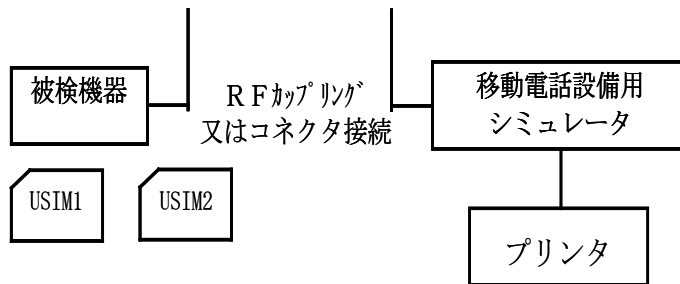 被検機器
ＲＦｶｯﾌﾟﾘﾝｸﾞ
又はコネクタ接続
移動電話設備用
シミュレータ
USIM1
USIM2
プリンタ